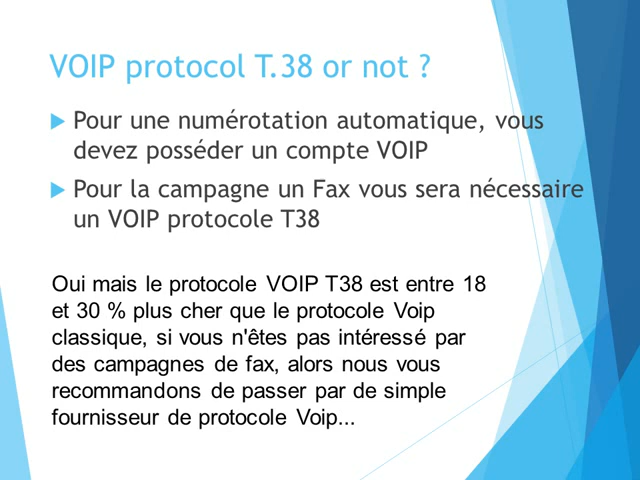 VOIP protocol T.38 or not ?
Pour une numérotation automatique, vous
devez posséder un compte VOIP
Pour la campagne un Fax vous sera nécessaire
un VOIP protocole T38
Oui mais le protocole VOIP T38 est entre 18
et 30 % plus cher que le protocole Voip
classique, si vous n'êtes pas intéressé par
des campagnes de fax, alors nous vous
recommandons de passer par de simple
fournisseur de protocole Voip...